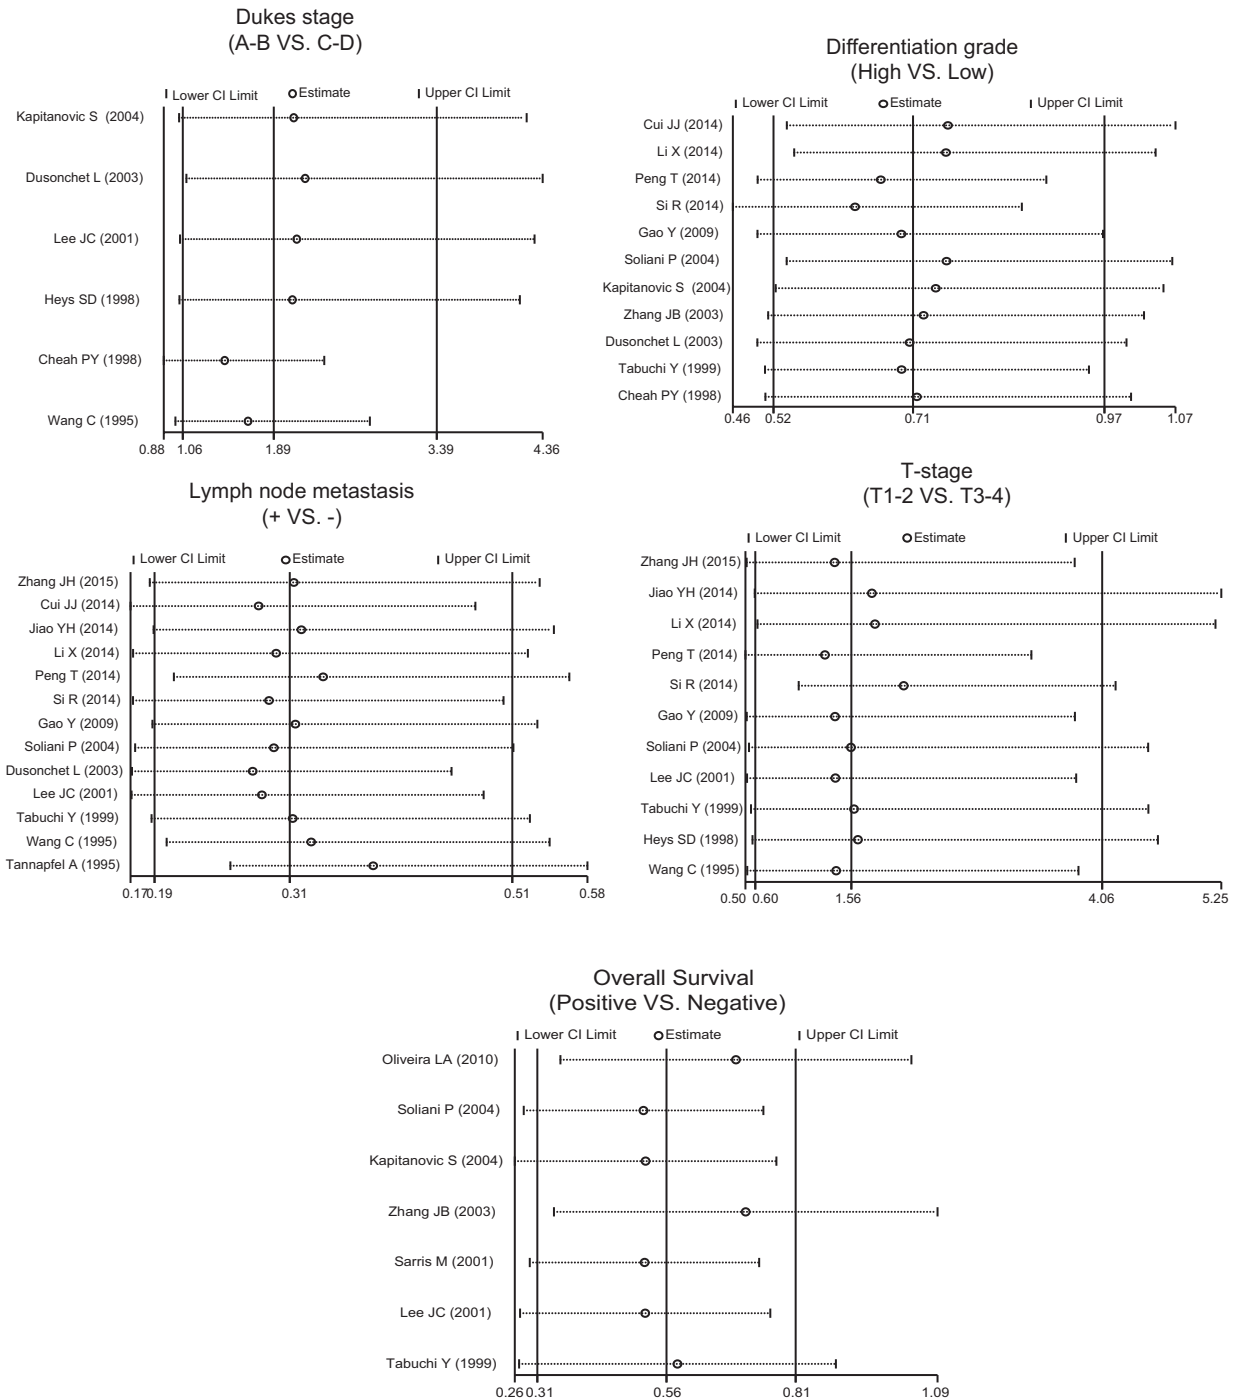 Dukes stage
(A-B VS. C-D)
Lower CI Limit Estimate Upper CI Limit
Kapitanovic S (2004)
Dusonchet L (2003)
Lee JC (2001)
Heys SD (1998)
Cheah PY (1998)
Wang C (1995)
0.88 1.06 1.89 3.39 4.36
Differentiation grade
(High VS. Low)
Lower CI Limit Estimate Upper CI Limit
Cui JJ (2014)
Li X (2014)
Peng T (2014)
Si R (2014)
Gao Y (2009)
Soliani P (2004)
Kapitanovic S (2004)
Zhang JB (2003)
Dusonchet L (2003)
Tabuchi Y (1999)
Cheah PY (1998)
0.46 0.52 0.71 0.97 1.07
Lymph node metastasis
(+ VS. -)
Lower CI Limit Estimate Upper CI Limit
Zhang JH (2015)
Cui JJ (2014)
Jiao YH (2014)
Li X (2014)
Peng T (2014)
Si R (2014)
Gao Y (2009)
Soliani P (2004)
Dusonchet L (2003)
Lee JC (2001)
Tabuchi Y (1999)
Wang C (1995)
Tannapfel A (1995)
0.17 0.19 0.31 0.51 0.58
T-stage
(T1-2 VS. T3-4)
Lower CI Limit Estimate Upper CI Limit
Zhang JH (2015)
Jiao YH (2014)
Li X (2014)
Peng T (2014)
Si R (2014)
Gao Y (2009)
Soliani P (2004)
Lee JC (2001)
Tabuchi Y (1999)
Heys SD (1998)
Wang C (1995)
0.50 0.60 1.56 4.06 5.25
Overall Survival
(Positive VS. Negative)
Lower CI Limit Estimate Upper CI Limit
Oliveira LA (2010)
Soliani P (2004)
Kapitanovic S (2004)
Zhang JB (2003)
Sarris M (2001)
Lee JC (2001)
Tabuchi Y (1999)
0.26 0.31 0.56 0.81 1.09